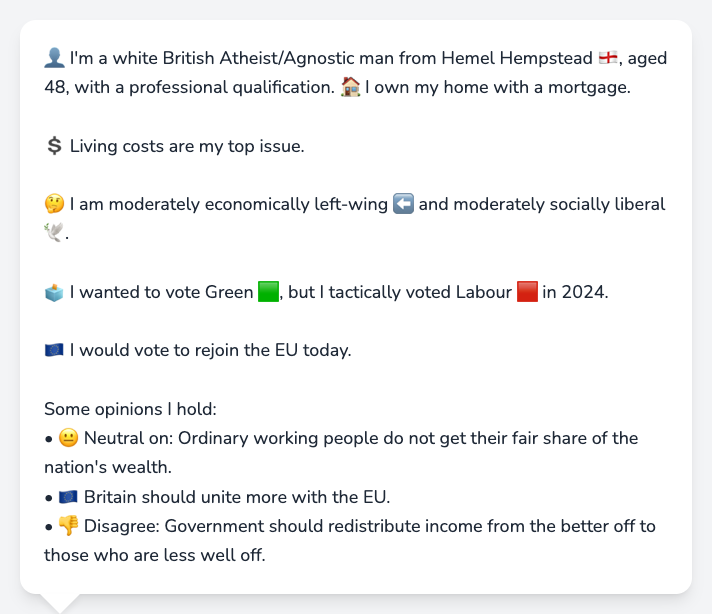 👤 I'm a white British Atheist/Agnostic man from Hemel Hempstead 🏴󠁧󠁢󠁥󠁮󠁧󠁿, aged
48, with a professional qualification. 🏠 I own my home with a mortgage.
💲 Living costs are my top issue.
🤔 I am moderately economically left-wing ⬅️ and moderately socially liberal
🕊️.
🗳️ I wanted to vote Green 🟩, but I tactically voted Labour 🟥 in 2024.
🇪🇺 I would vote to rejoin the EU today.
Some opinions I hold:
• 😐 Neutral on: Ordinary working people do not get their fair share of the
nation's wealth.
• 🇪🇺 Britain should unite more with the EU.
• 👎 Disagree: Government should redistribute income from the better off to
those who are less well off.